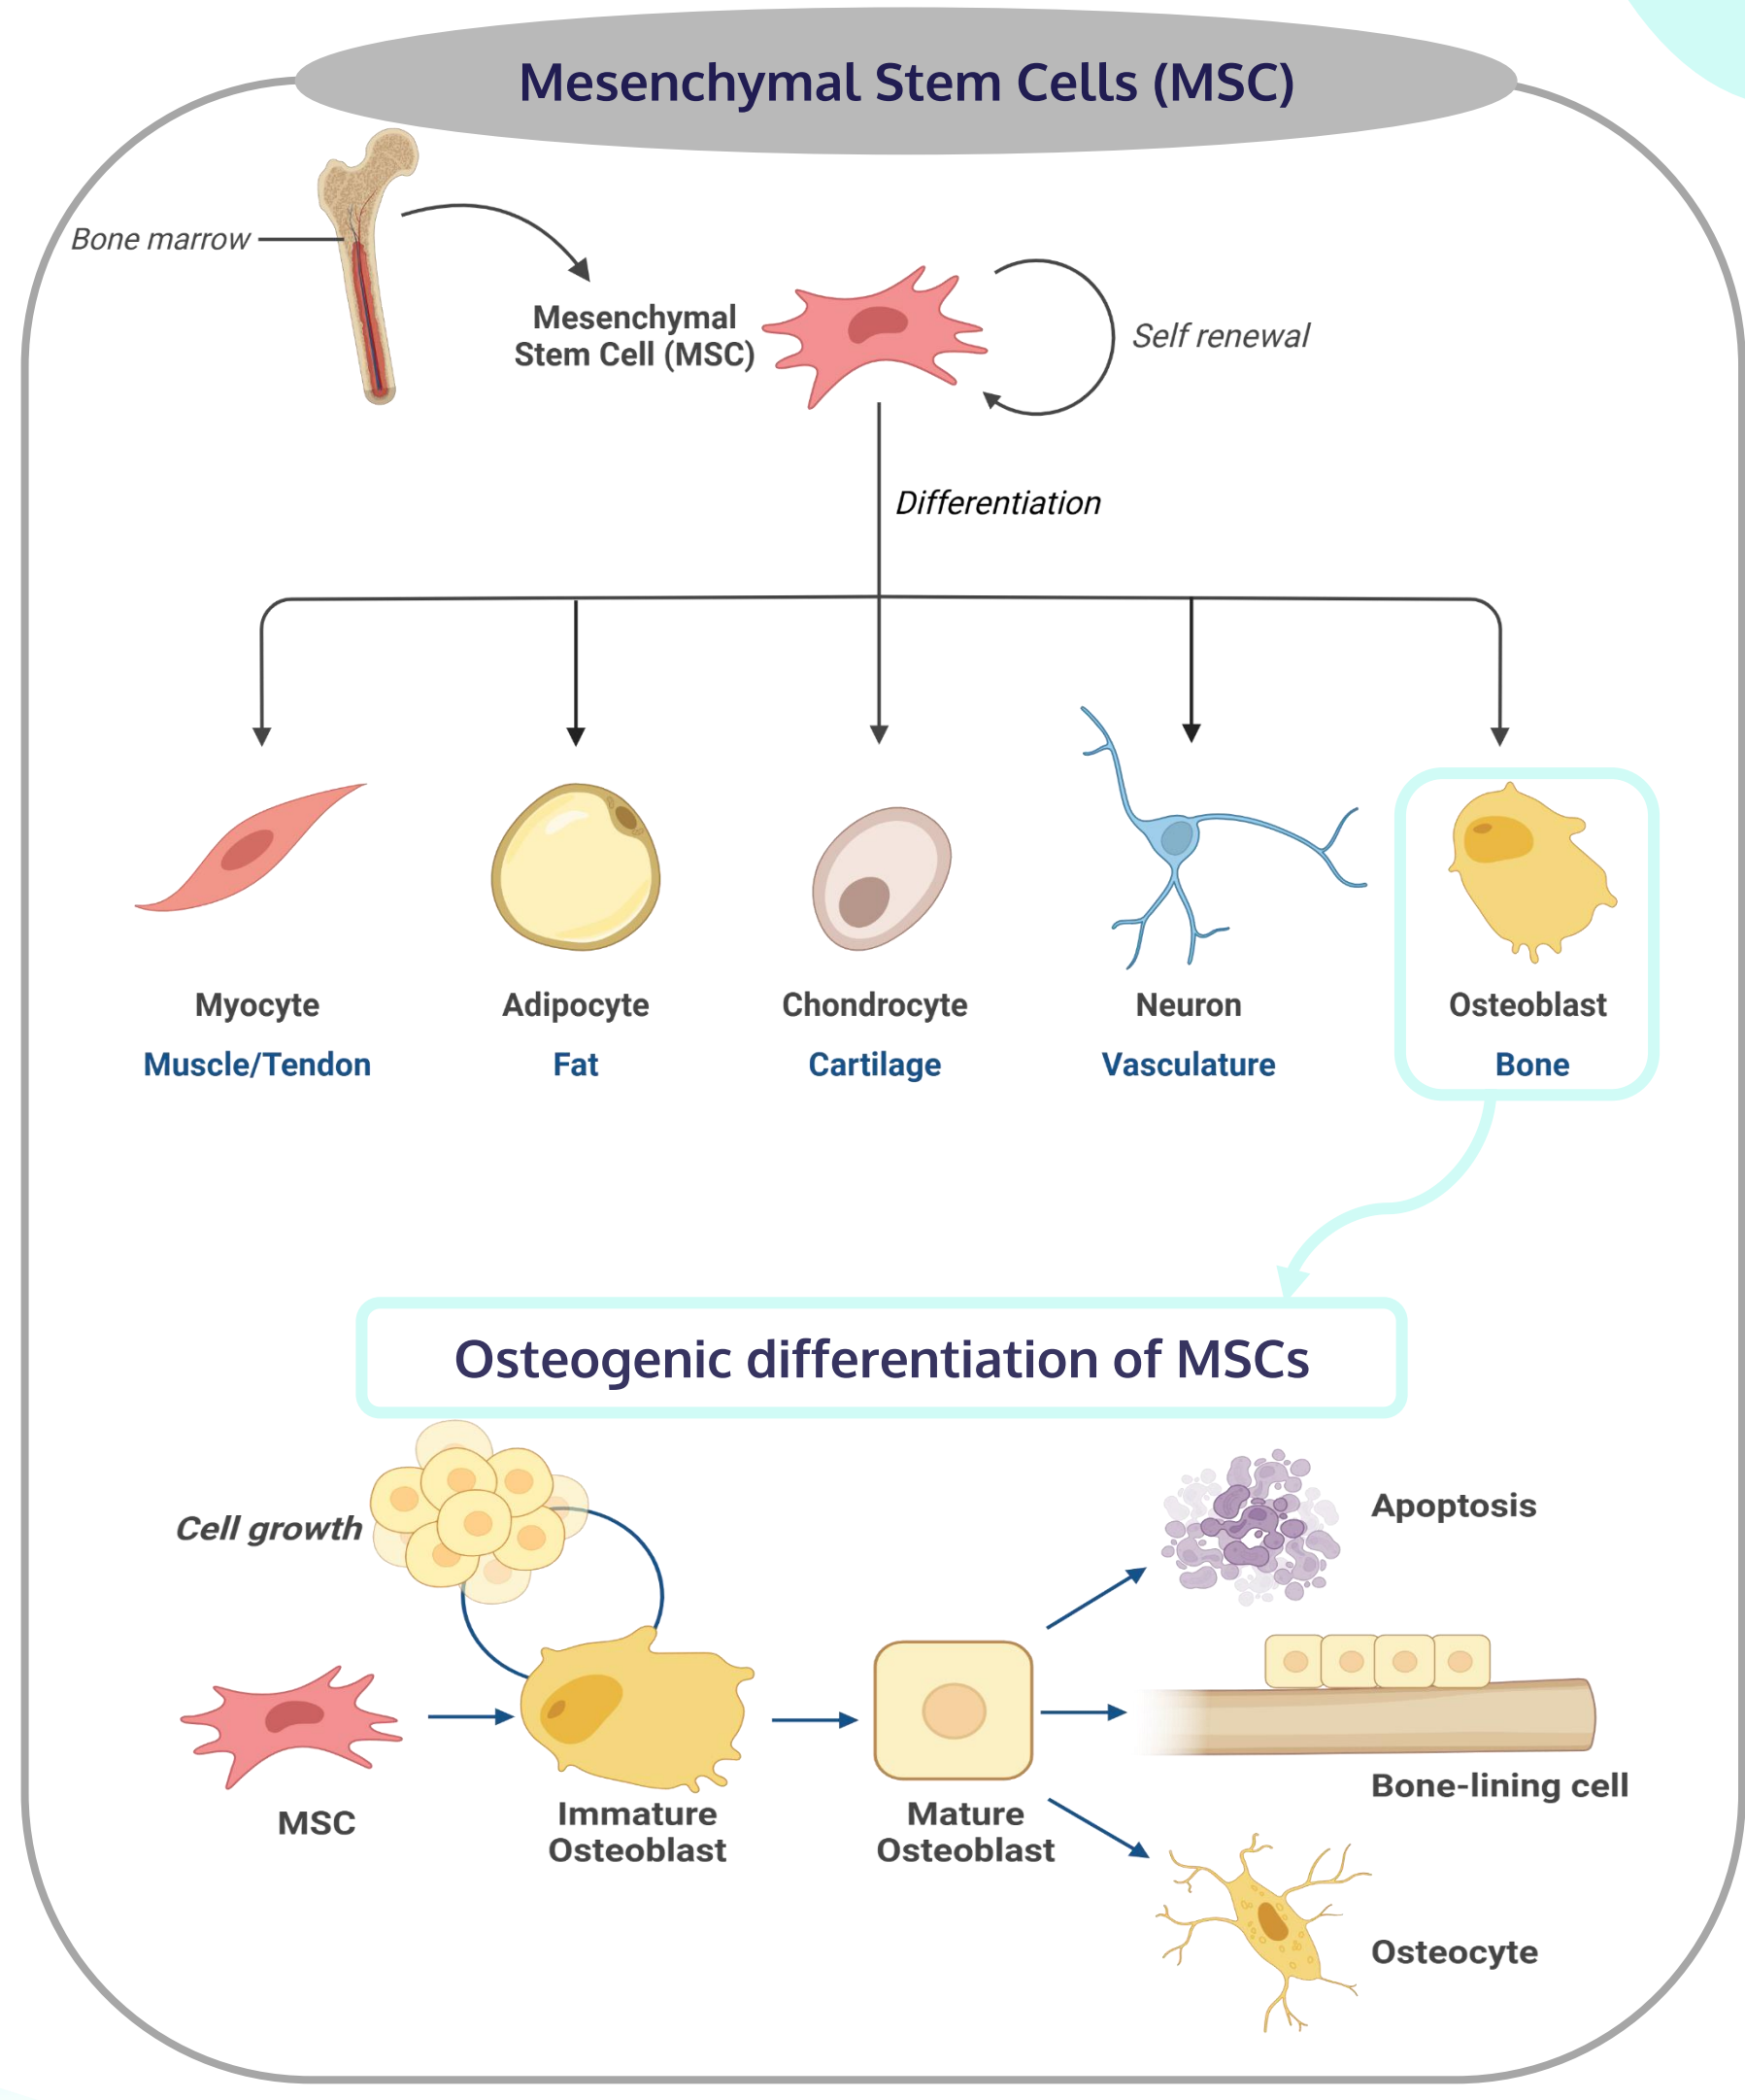 Mesenchymal Stem Cells (MSC)
Bone marrow
Mesenchymal
Stem Cell (MSC)
Self renewal
Differentiation
Myocyte
Adipocyte
Chondrocyte
Neuron
Osteoblast
Muscle/Tendon
Fat
Cartilage
Vasculature
Bone
Osteogenic differentiation of MSCs
Cell growth
Apoptosis
MSC
Immature
Osteoblast
Mature
Osteoblast
Bone-lining cell
Osteocyte